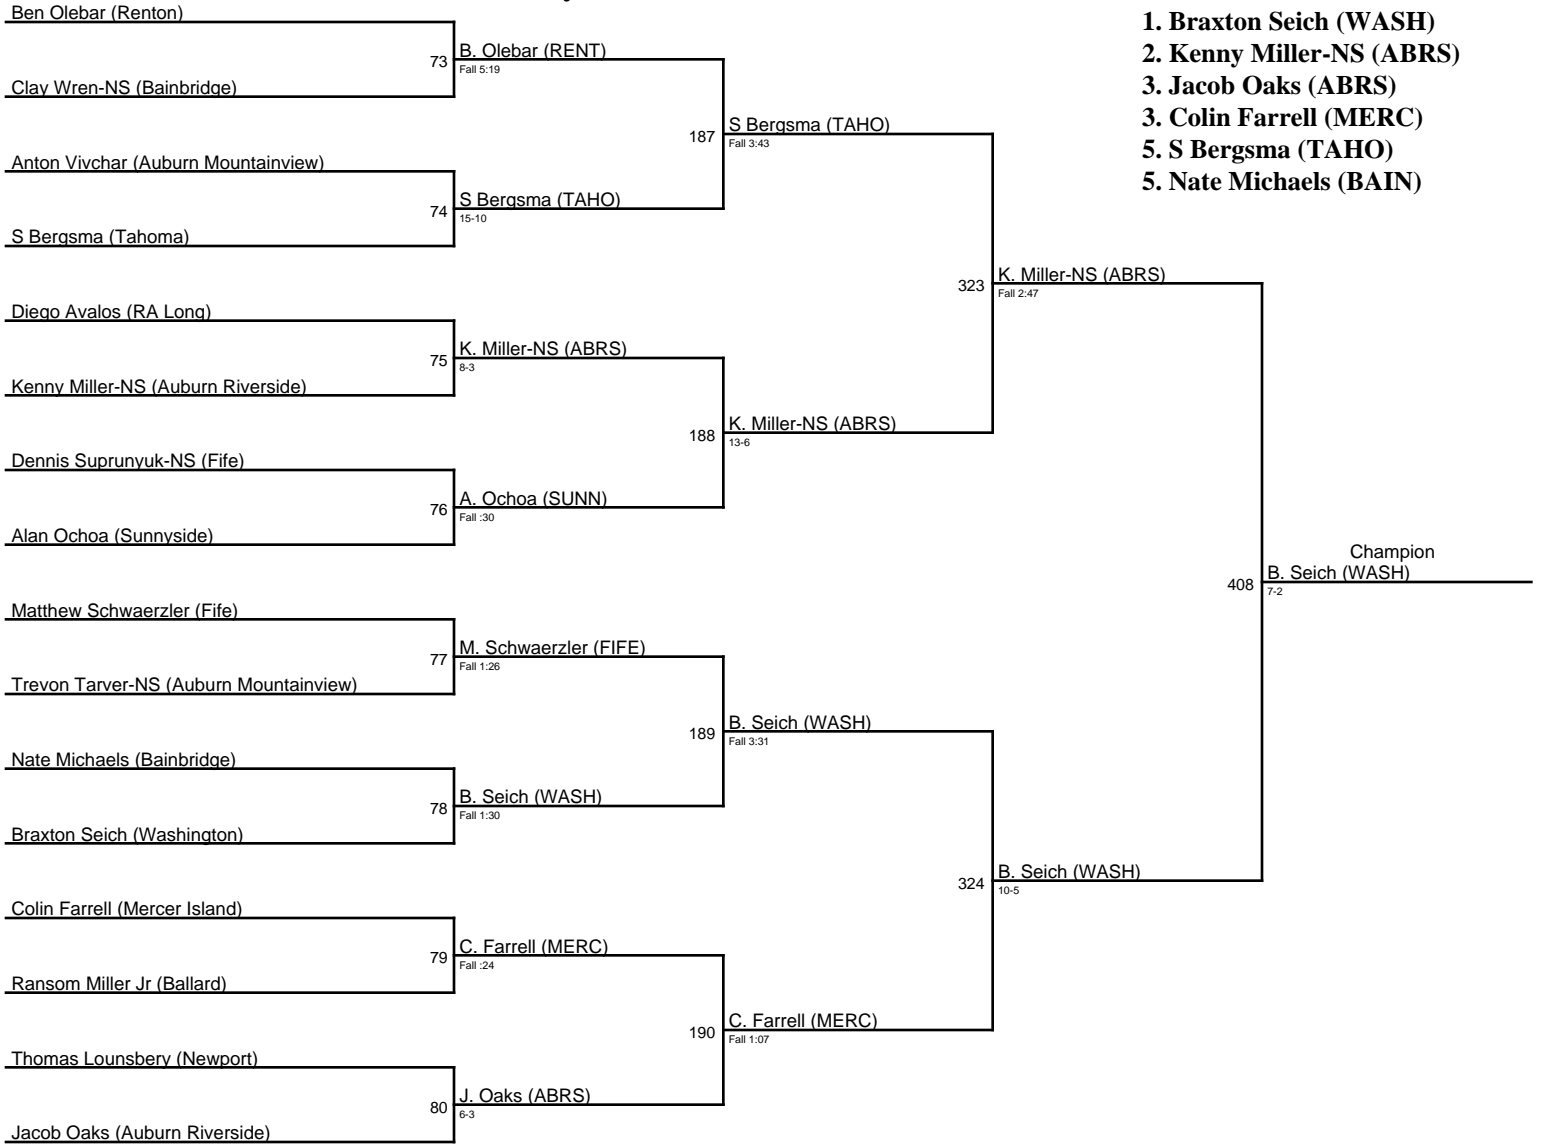 Ben Olebar (Renton)
Clay Wren-NS (Bainbridge)
Anton Vivchar (Auburn Mountainview)
S Bergsma (Tahoma)
Diego Avalos (RA Long)
Kenny Miller-NS (Auburn Riverside)
Dennis Suprunyuk-NS (Fife)
Alan Ochoa (Sunnyside)
Matthew Schwaerzler (Fife)
Trevon Tarver-NS (Auburn Mountainview)
Nate Michaels (Bainbridge)
Braxton Seich (Washington)
Colin Farrell (Mercer Island)
Ransom Miller Jr (Ballard)
Thomas Lounsbery (Newport)
Jacob Oaks (Auburn Riverside)
73
B. Olebar (RENT)
Fall 5:19
74
S Bergsma (TAHO)
15-10
75
K. Miller-NS (ABRS)
8-3
76
A. Ochoa (SUNN)
Fall :30
77
M. Schwaerzler (FIFE)
Fall 1:26
78
B. Seich (WASH)
Fall 1:30
79
C. Farrell (MERC)
Fall :24
80
J. Oaks (ABRS)
6-3
187
S Bergsma (TAHO)
Fall 3:43
188
K. Miller-NS (ABRS)
13-6
189
B. Seich (WASH)
Fall 3:31
190
C. Farrell (MERC)
Fall 1:07
323
K. Miller-NS (ABRS)
Fall 2:47
324
B. Seich (WASH)
10-5
408
Champion
B. Seich (WASH)
7-2
1. Braxton Seich (WASH)
2. Kenny Miller-NS (ABRS)
3. Jacob Oaks (ABRS)
3. Colin Farrell (MERC)
5. S Bergsma (TAHO)
5. Nate Michaels (BAIN)